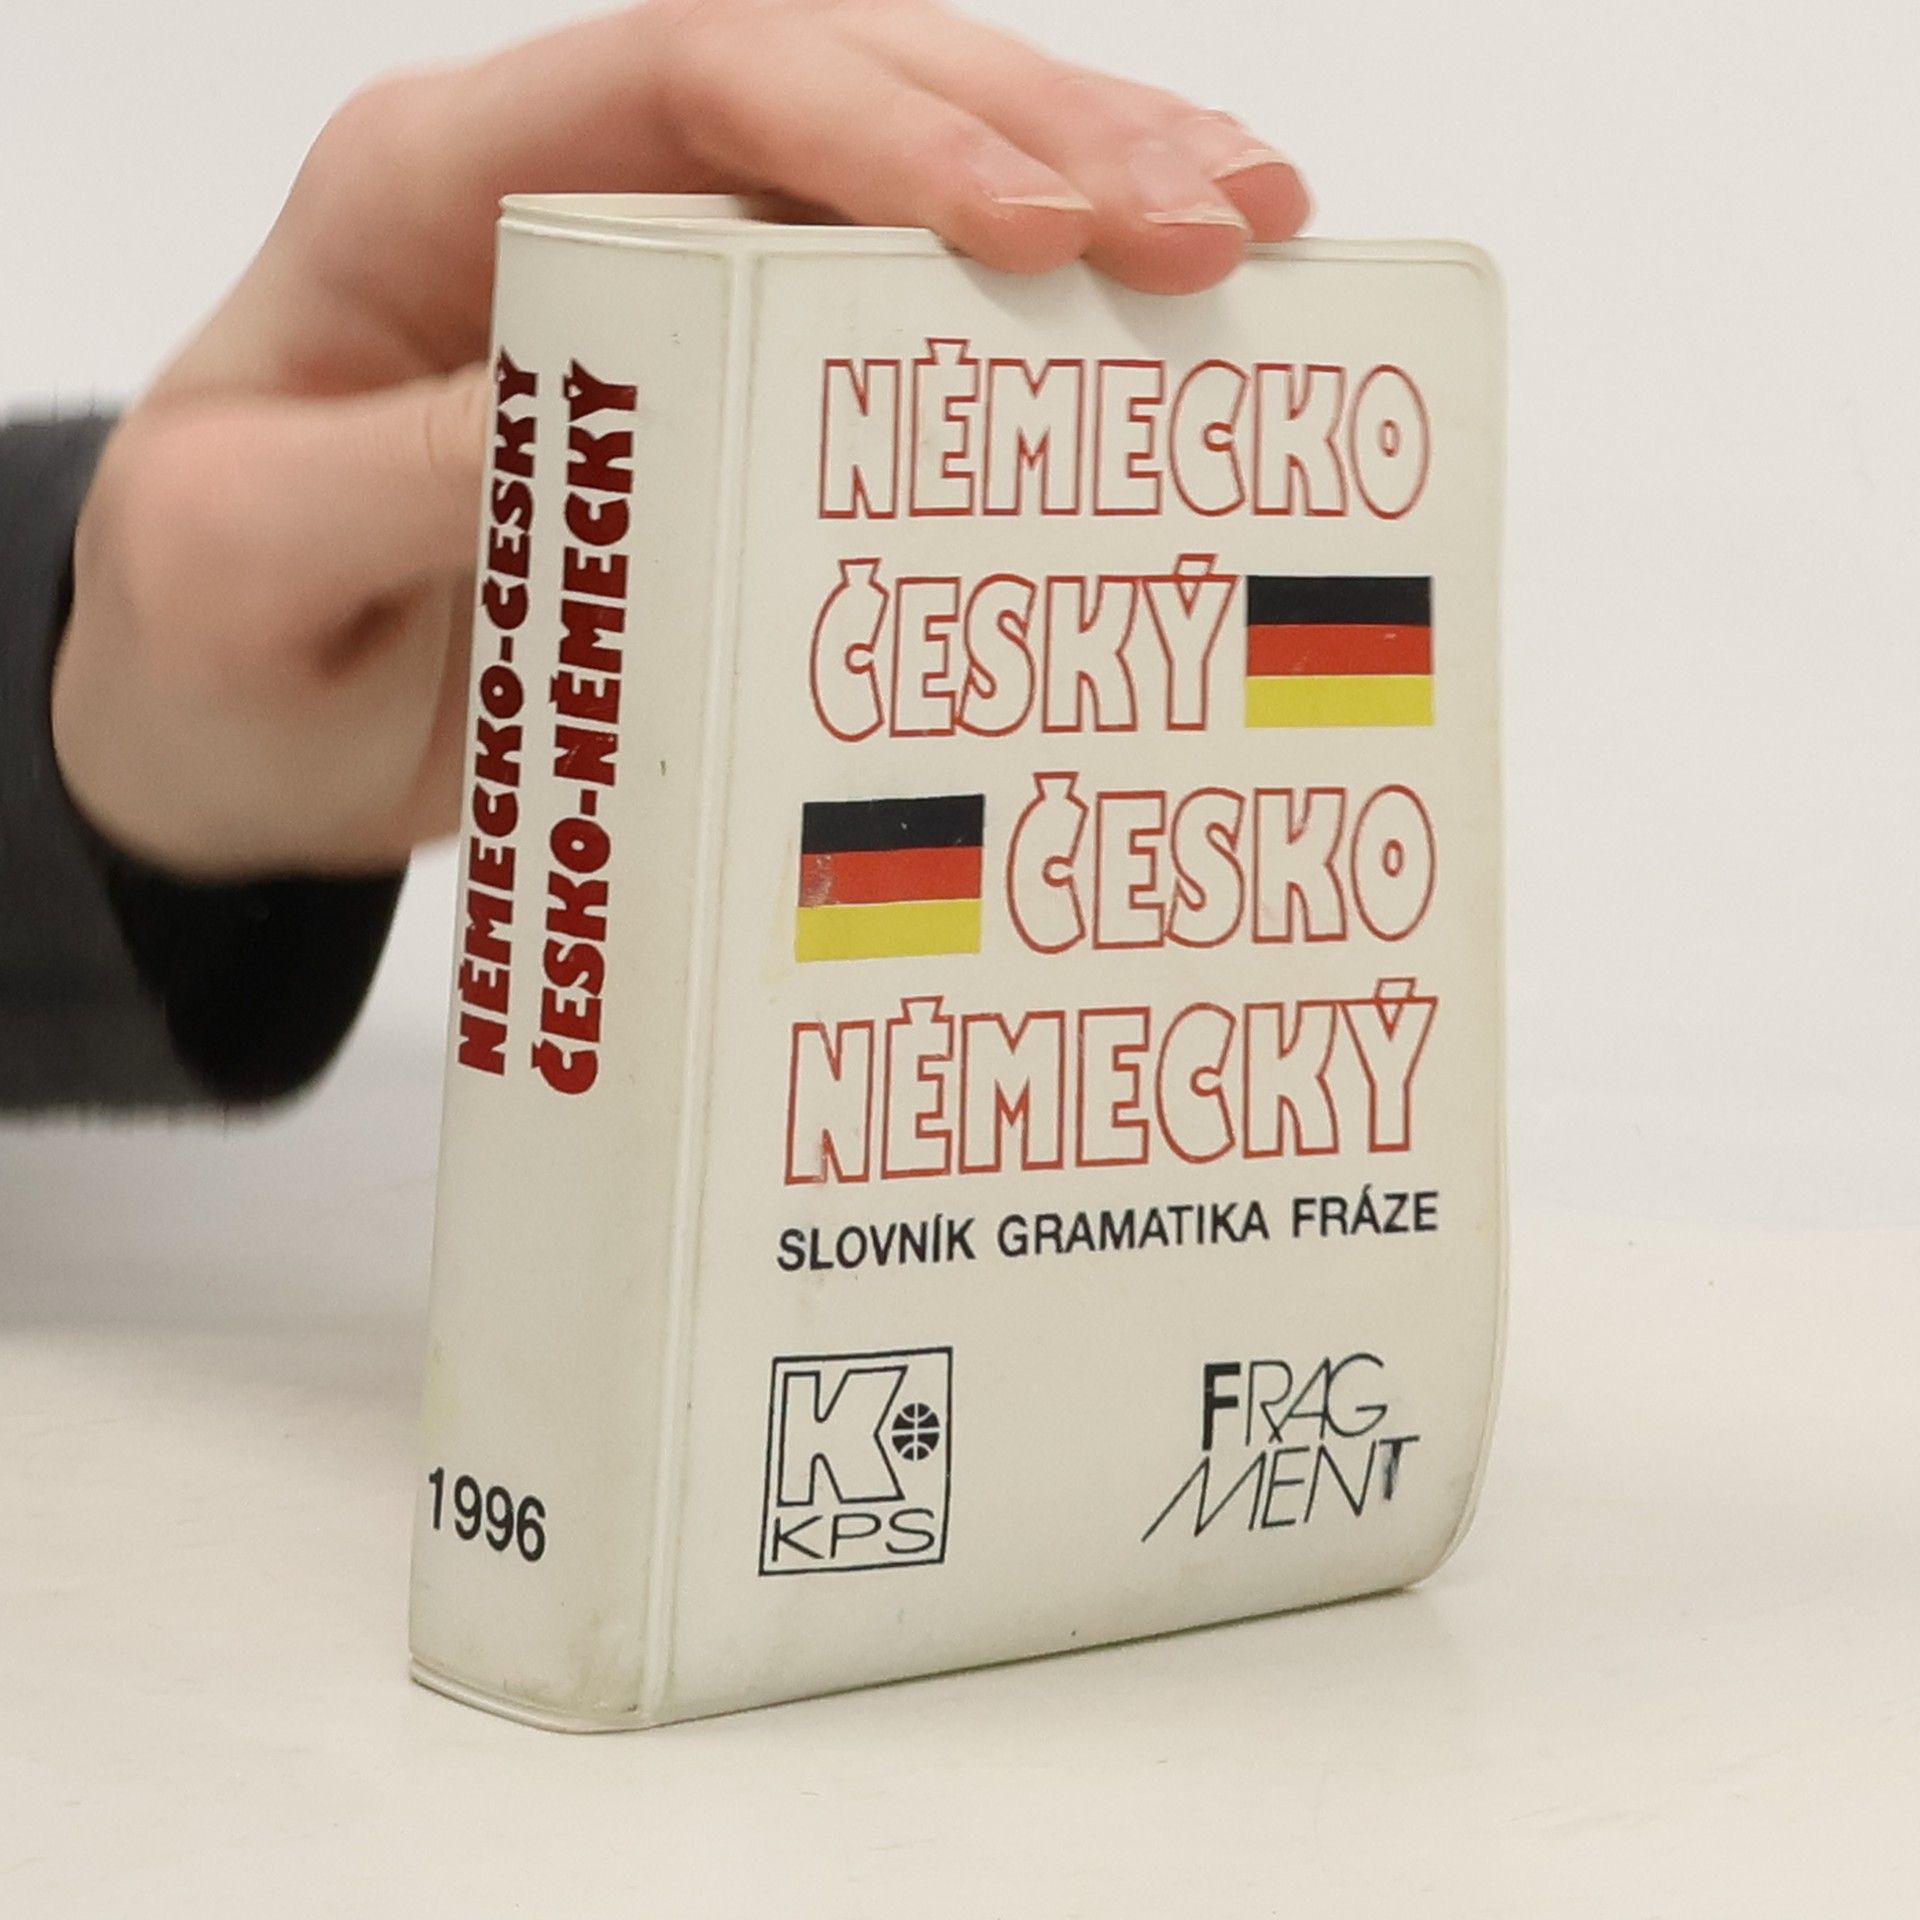 NĚMECKO-ČESKÝ
ČESKO-NĚMECKÝ
1996
NĚMECKO
ČESKÝ
ČESKO
NĚMECKÝ
SLOVNÍK GRAMATIKA FRÁZE
K
KPS
FRAG
MENT